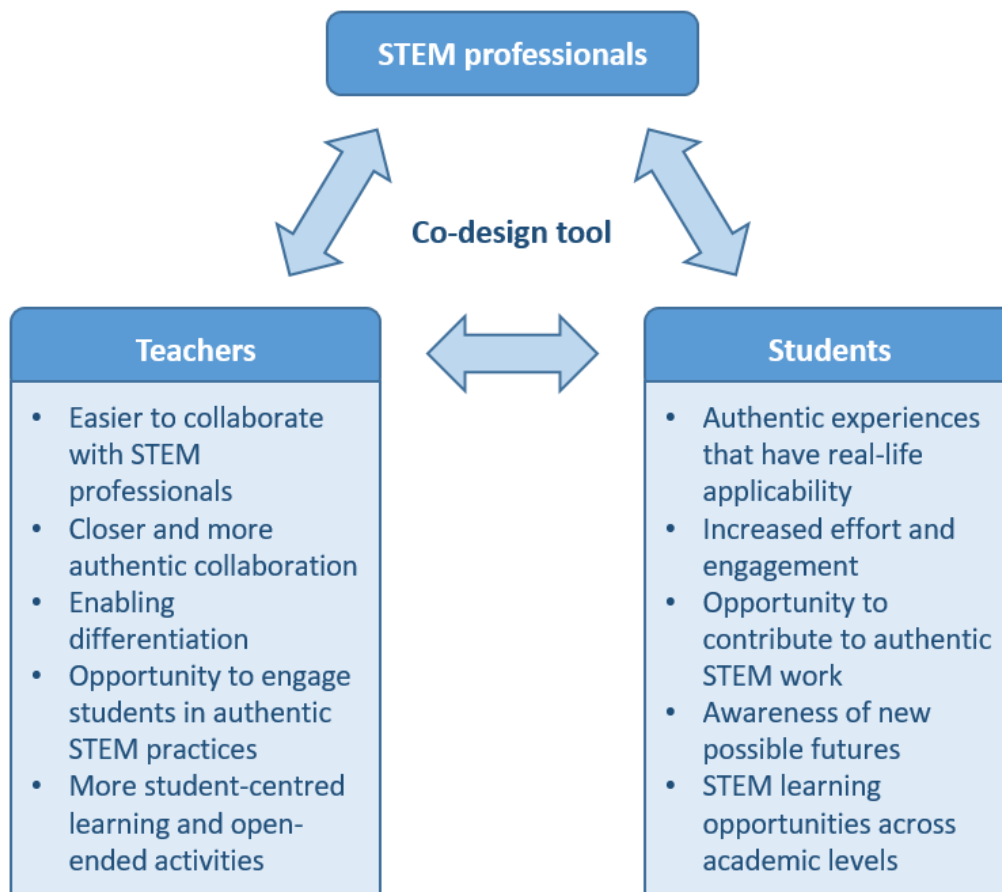 STEM professionals
Co-design tool
Teachers
• Easier to collaborate
with STEM
professionals
• Closer and more
authentic collaboration
• Enabling
differentiation
• Opportunity to engage
students in authentic
STEM practices
• More student-centred
learning and open-
ended activities
Students
• Authentic experiences
that have real-life
applicability
• Increased effort and
engagement
• Opportunity to
contribute to authentic
STEM work
• Awareness of new
possible futures
• STEM learning
opportunities across
academic levels